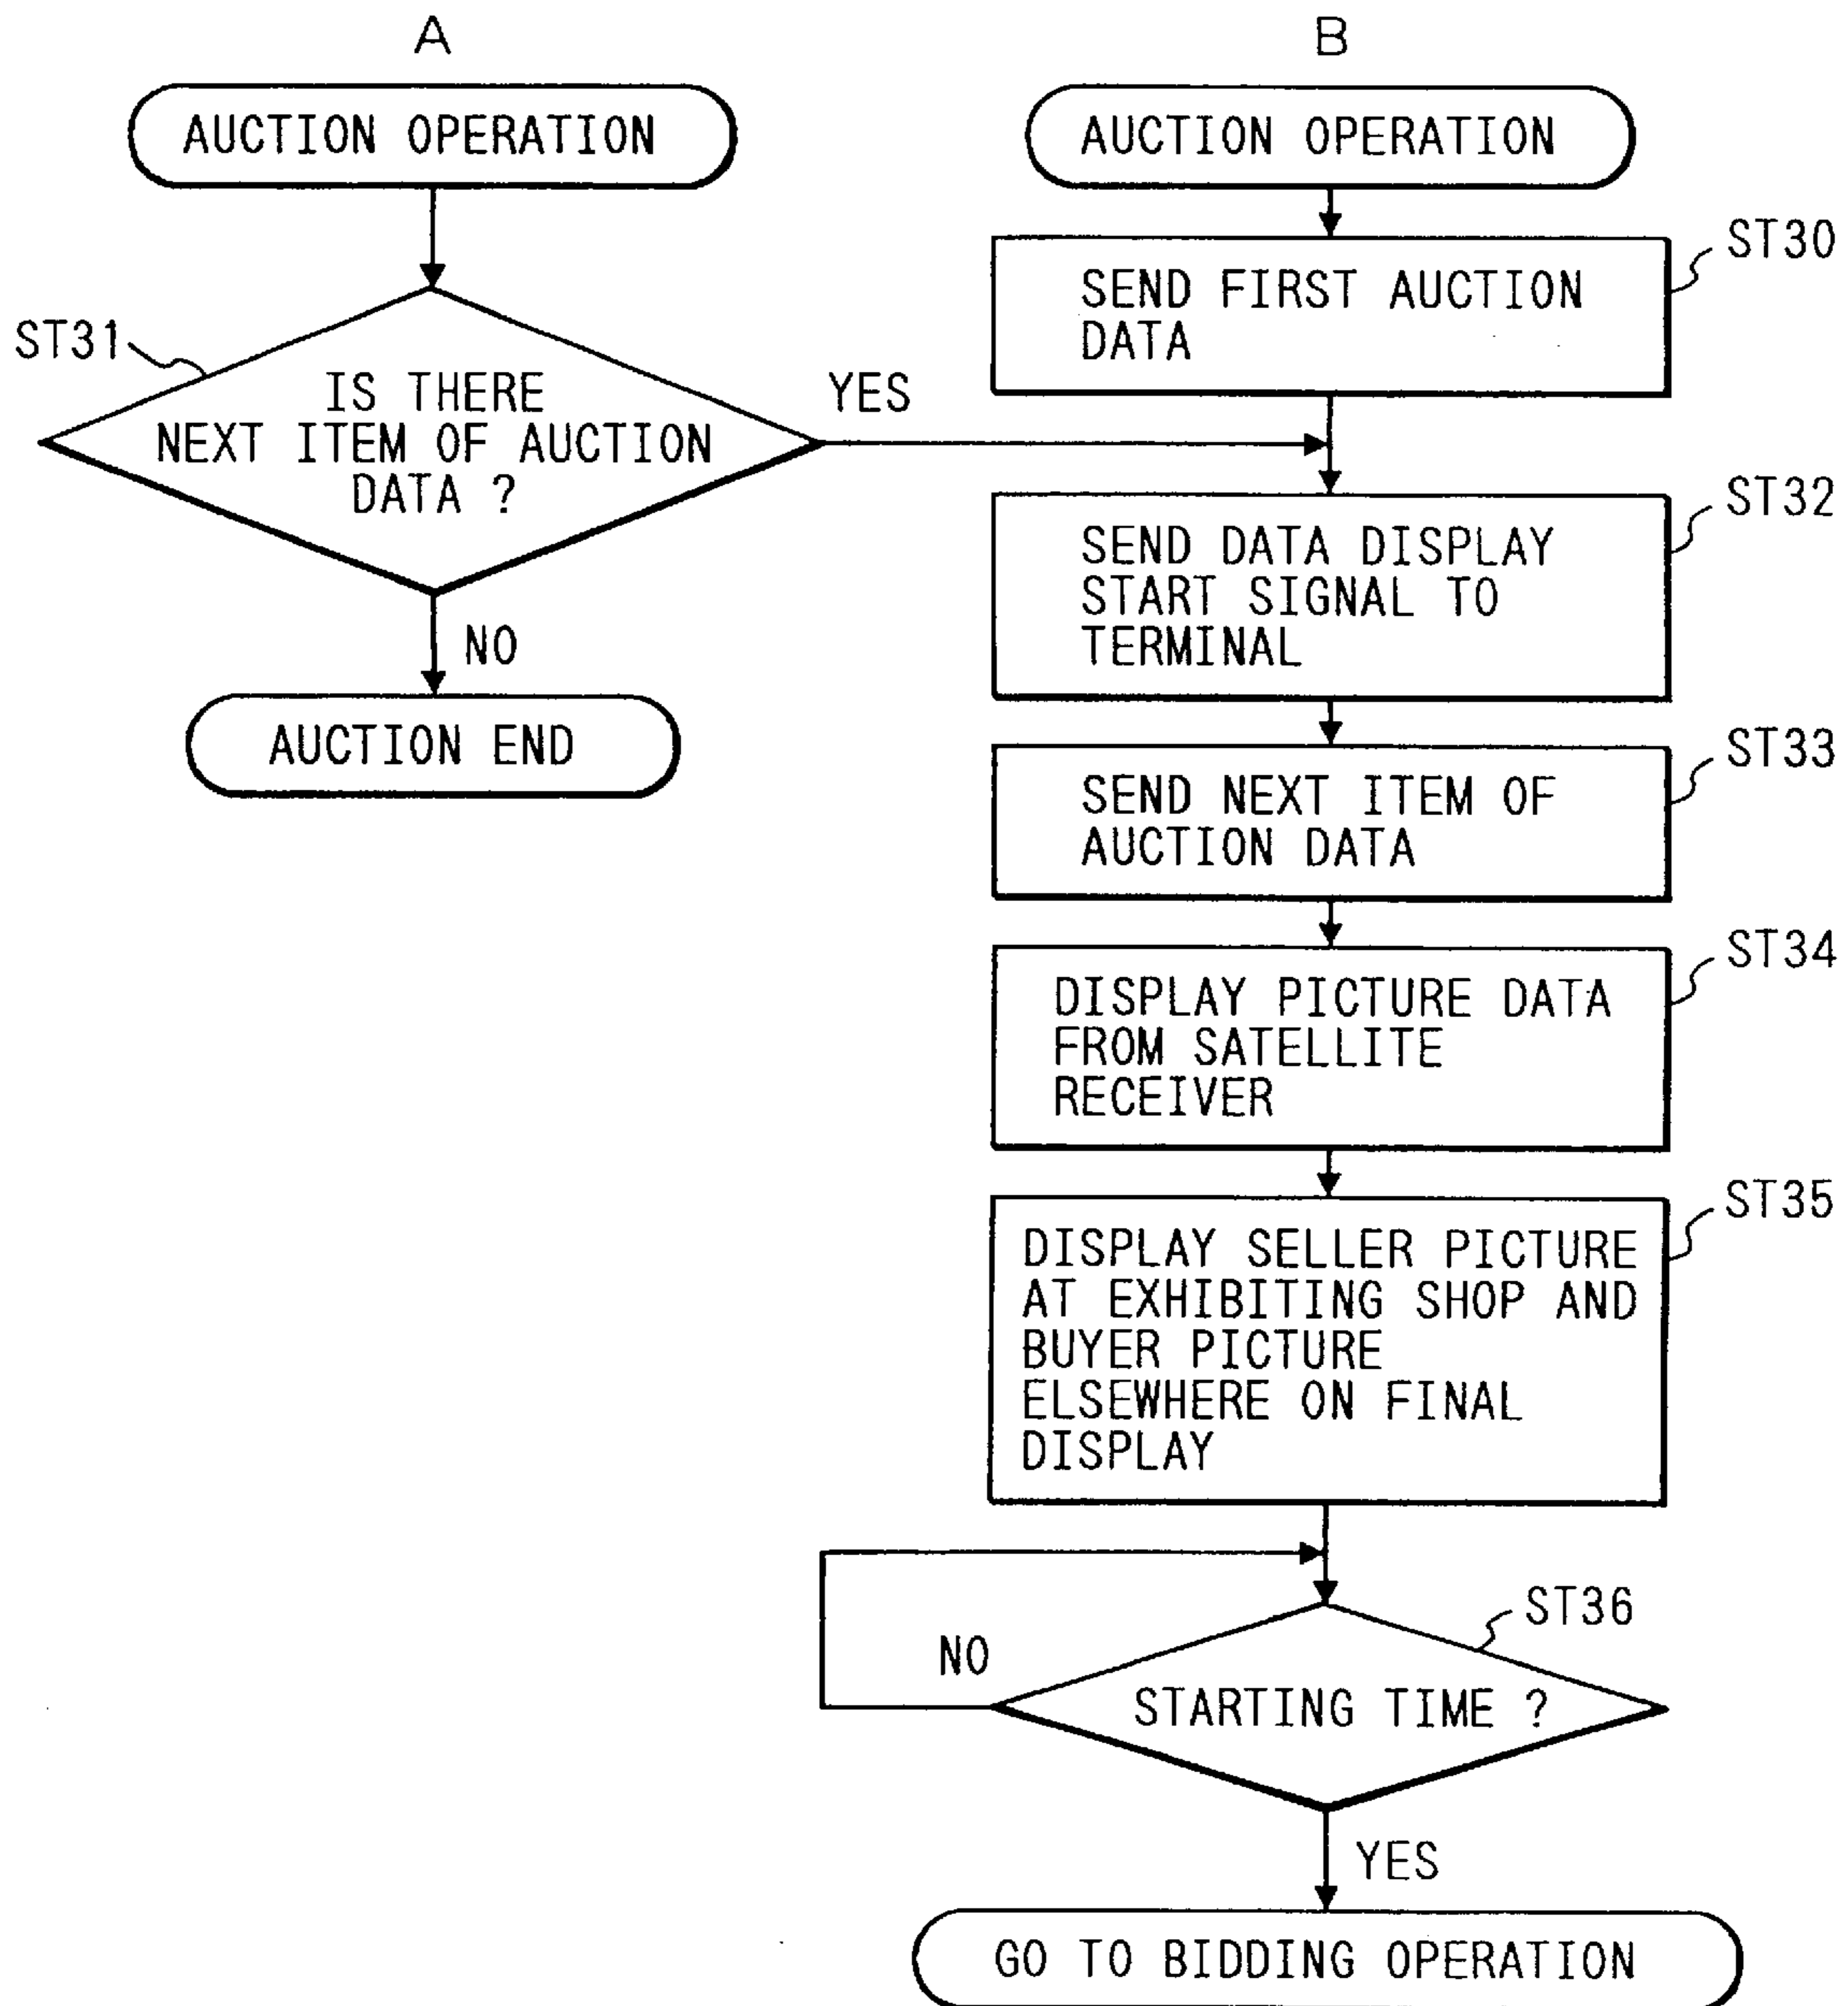 A
AUCTION OPERATION
ST31
IS THERE
NEXT ITEM OF AUCTION
DATA ?
YES
NO
AUCTION END
B
AUCTION OPERATION
ST30
SEND FIRST AUCTION
DATA
ST32
SEND DATA DISPLAY
START SIGNAL TO
TERMINAL
ST33
SEND NEXT ITEM OF
AUCTION DATA
ST34
DISPLAY PICTURE DATA
FROM SATELLITE
RECEIVER
ST35
DISPLAY SELLER PICTURE
AT EXHIBITING SHOP AND
BUYER PICTURE
ELSEWHERE ON FINAL
DISPLAY
ST36
NO
STARTING TIME ?
YES
GO TO BIDDING OPERATION